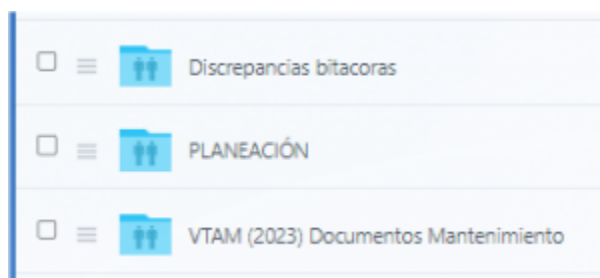 Discrepancias bitacoras
PLANEACIÓN
VTAM (2023) Documentos Mantenimiento